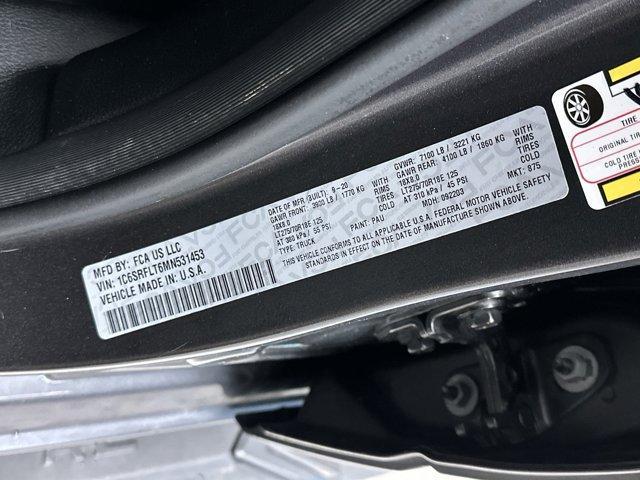 MFD BY: FCA US LLC
VIN: 1C6SRFLT6MN531453
VEHICLE MADE IN: U.S.A.
DATE OF MFR (BUILT): 9-20
GAWR FRONT: 3900 LB / 1770 KG WITH
18X8.0 RIMS
LT275/70R18E 125 TIRES
AT 380 kPa / 55 PSI COLD
TYPE: TRUCK PAINT: PAU
GVWR: 7100 LB / 3221 KG
GAWR REAR: 4100 LB / 1860 KG WITH
18X8.0 RIMS
LT275/70R18E 125 TIRES
AT 310 kPa / 45 PSI COLD
MDH: 092203 MKT: 875
THIS VEHICLE CONFORMS TO ALL APPLICABLE U.S.A. FEDERAL MOTOR VEHICLE SAFETY
STANDARDS IN EFFECT ON THE DATE OF MANUFACTURE SHOWN ABOVE.
TIRE
ORIGINAL TIRE
COLD TIRE
PRESS